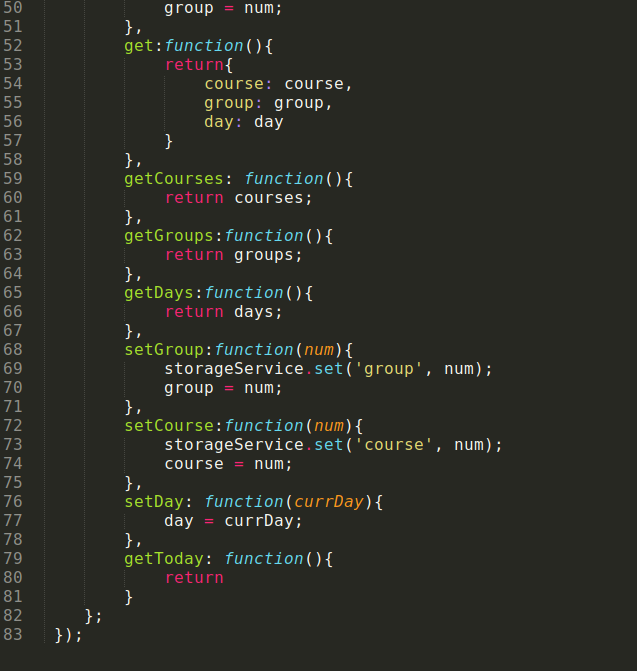 50 group = num;
51 },
52 get:function(){
53 return{
54 course: course,
55 group: group,
56 day: day
57 }
58 },
59 getCourses: function(){
60 return courses;
61 },
62 getGroups:function(){
63 return groups;
64 },
65 getDays:function(){
66 return days;
67 },
68 setGroup:function(num){
69 storageService.set('group', num);
70 group = num;
71 },
72 setCourse:function(num){
73 storageService.set('course', num);
74 course = num;
75 },
76 setDay: function(currDay){
77 day = currDay;
78 },
79 getToday: function(){
80 return
81 }
82 };
83 });